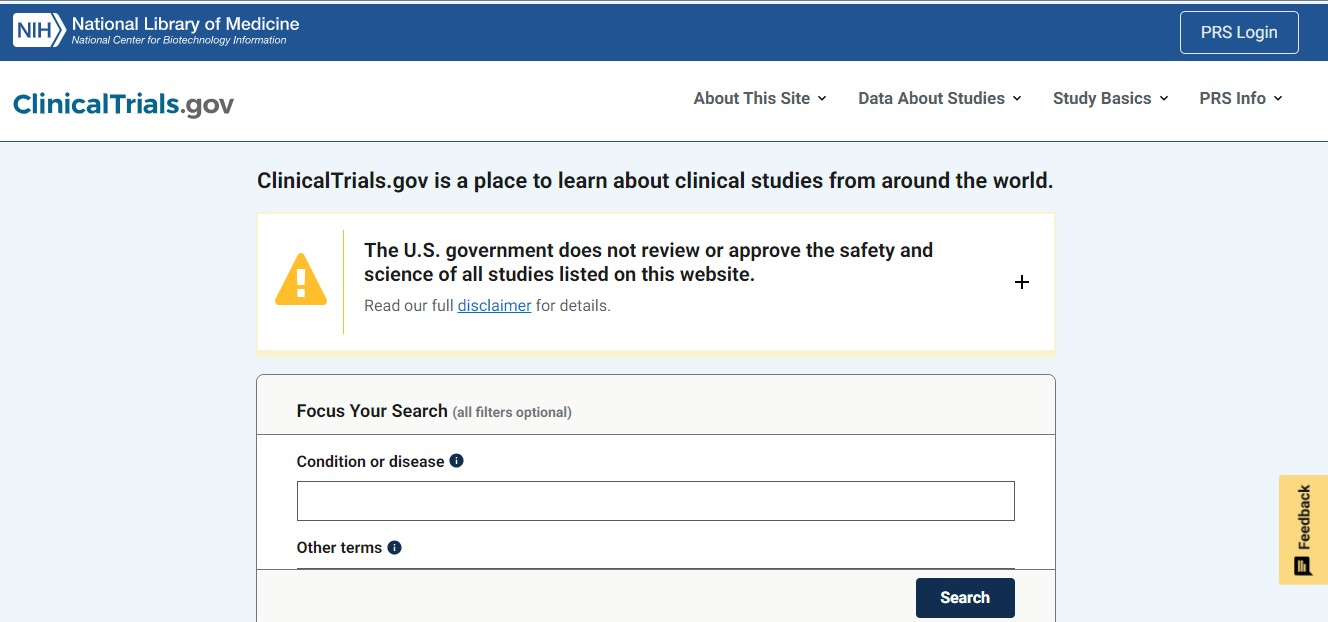 NIH National Library of Medicine
National Center for Biotechnology Information
PRS Login
ClinicalTrials.gov
About This Site
Data About Studies
Study Basics
PRS Info
ClinicalTrials.gov is a place to learn about clinical studies from around the world.
The U.S. government does not review or approve the safety and
science of all studies listed on this website.
Read our full disclaimer for details.
Focus Your Search (all filters optional)
Condition or disease
Other terms
Search
Feedback